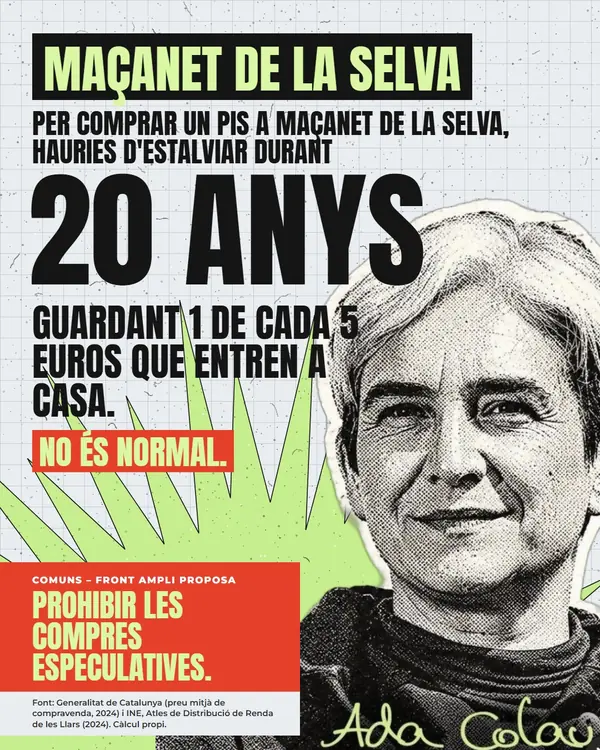 MAÇANET DE LA SELVA
PER COMPRAR UN PIS A MAÇANET DE LA SELVA,
HAURIES D'ESTALVIAR DURANT
20 ANYS
GUARDANT 1 DE CADA 5
EUROS QUE ENTREN A
CASA.
NO ÉS NORMAL.
COMUNS – FRONT AMPLI PROPOSA
PROHIBIR LES
COMPRES
ESPECULATIVES.
Font: Generalitat de Catalunya (preu mitjà de
compravenda, 2024) i INE, Atles de Distribució de Renda
de les Llars (2024). Càlcul propi.
Ada Colau